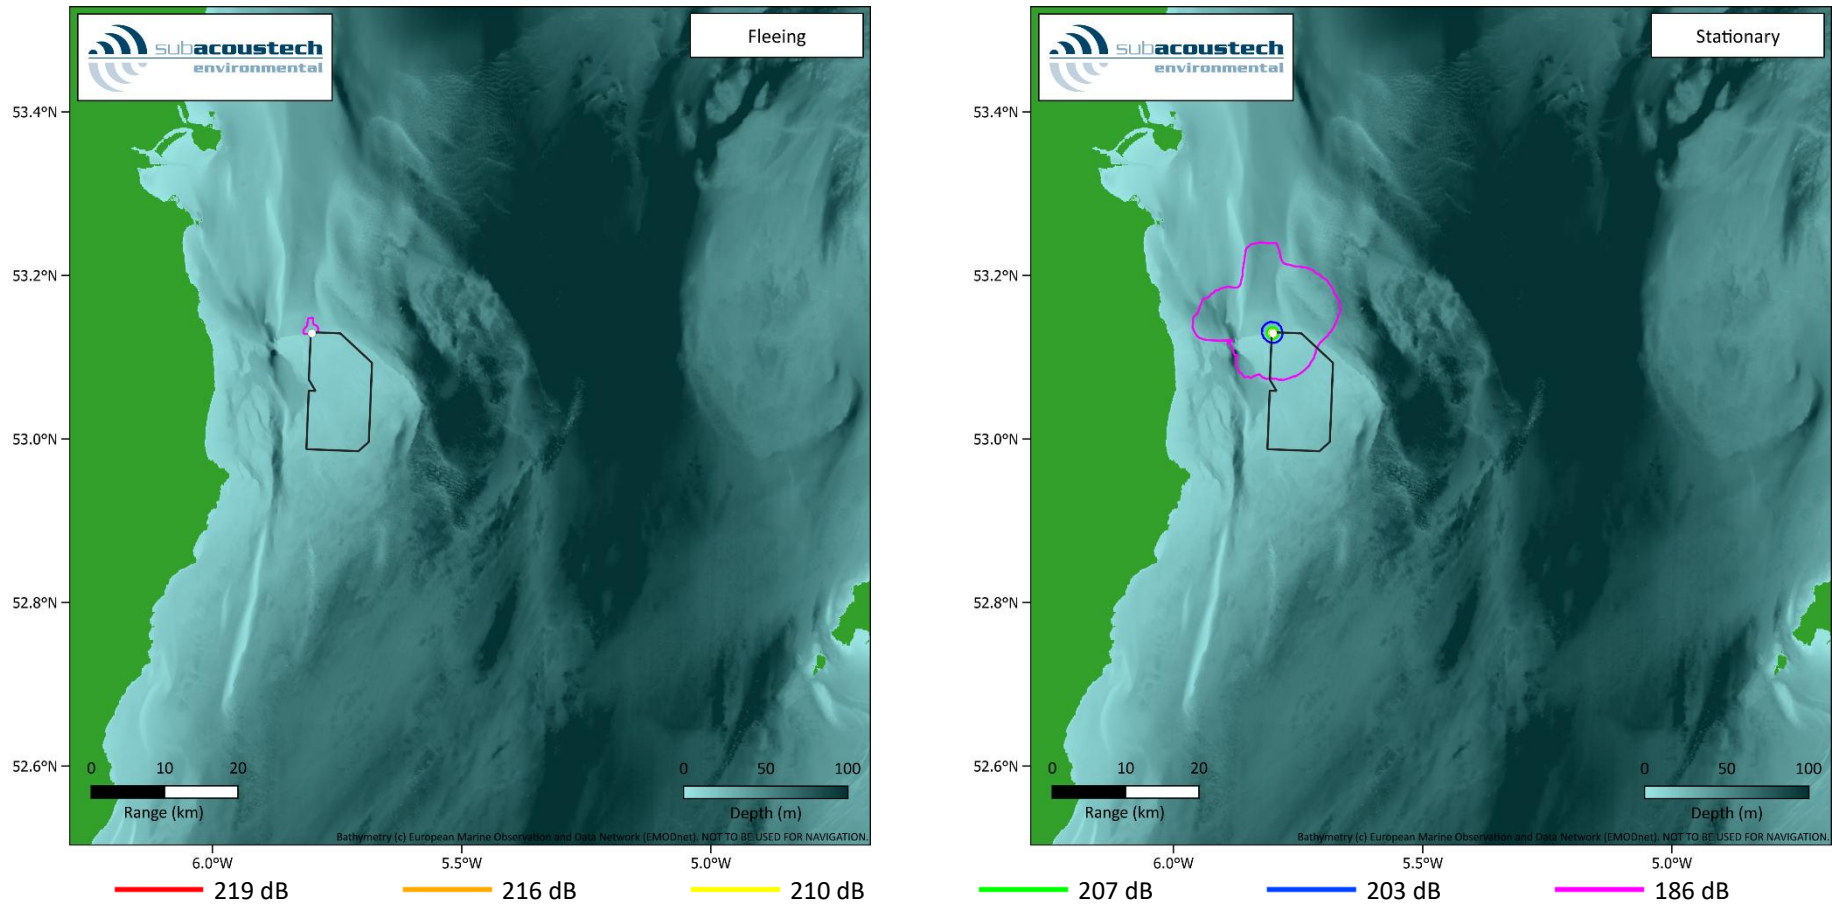 subacoustech
environmental
Fleeing
53.4°N
53.2°N
53.0°N
52.8°N
52.6°N
0 10 20
Range (km)
0 50 100
Depth (m)
Bathymetry (c) European Marine Observation and Data Network (EMODnet). NOT TO BE USED FOR NAVIGATION.
6.0°W 5.5°W 5.0°W
subacoustech
environmental
Stationary
53.4°N
53.2°N
53.0°N
52.8°N
52.6°N
0 10 20
Range (km)
0 50 100
Depth (m)
Bathymetry (c) European Marine Observation and Data Network (EMODnet). NOT TO BE USED FOR NAVIGATION.
6.0°W 5.5°W 5.0°W
219 dB 216 dB 210 dB 207 dB 203 dB 186 dB